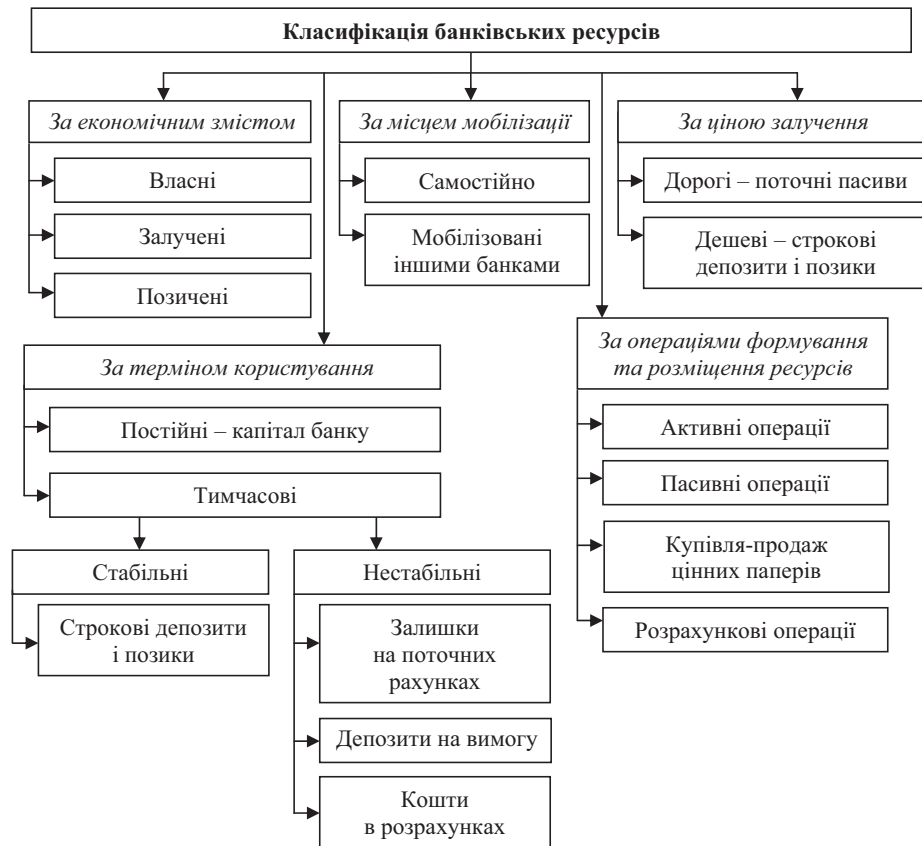 Класифікація банківських ресурсів
За економічним змістом
Власні
Залучені
Позичені
За місцем мобілізації
Самостійно
Мобілізовані
іншими банками
За ціною залучення
Дорогі – поточні пасиви
Дешеві – строкові
депозити і позики
За терміном користування
Постійні – капітал банку
Тимчасові
Стабільні
Строкові депозити
і позики
Нестабільні
Залишки
на поточних
рахунках
Депозити на вимогу
Кошти
в розрахунках
За операціями формування
та розміщення ресурсів
Активні операції
Пасивні операції
Купівля-продаж
цінних паперів
Розрахункові операції